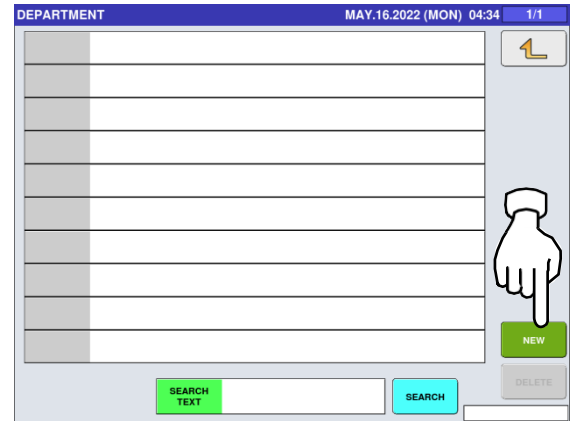 DEPARTMENT MAY.16.2022 (MON) 04:34 1/1
NEW
DELETE
SEARCH
TEXT
SEARCH